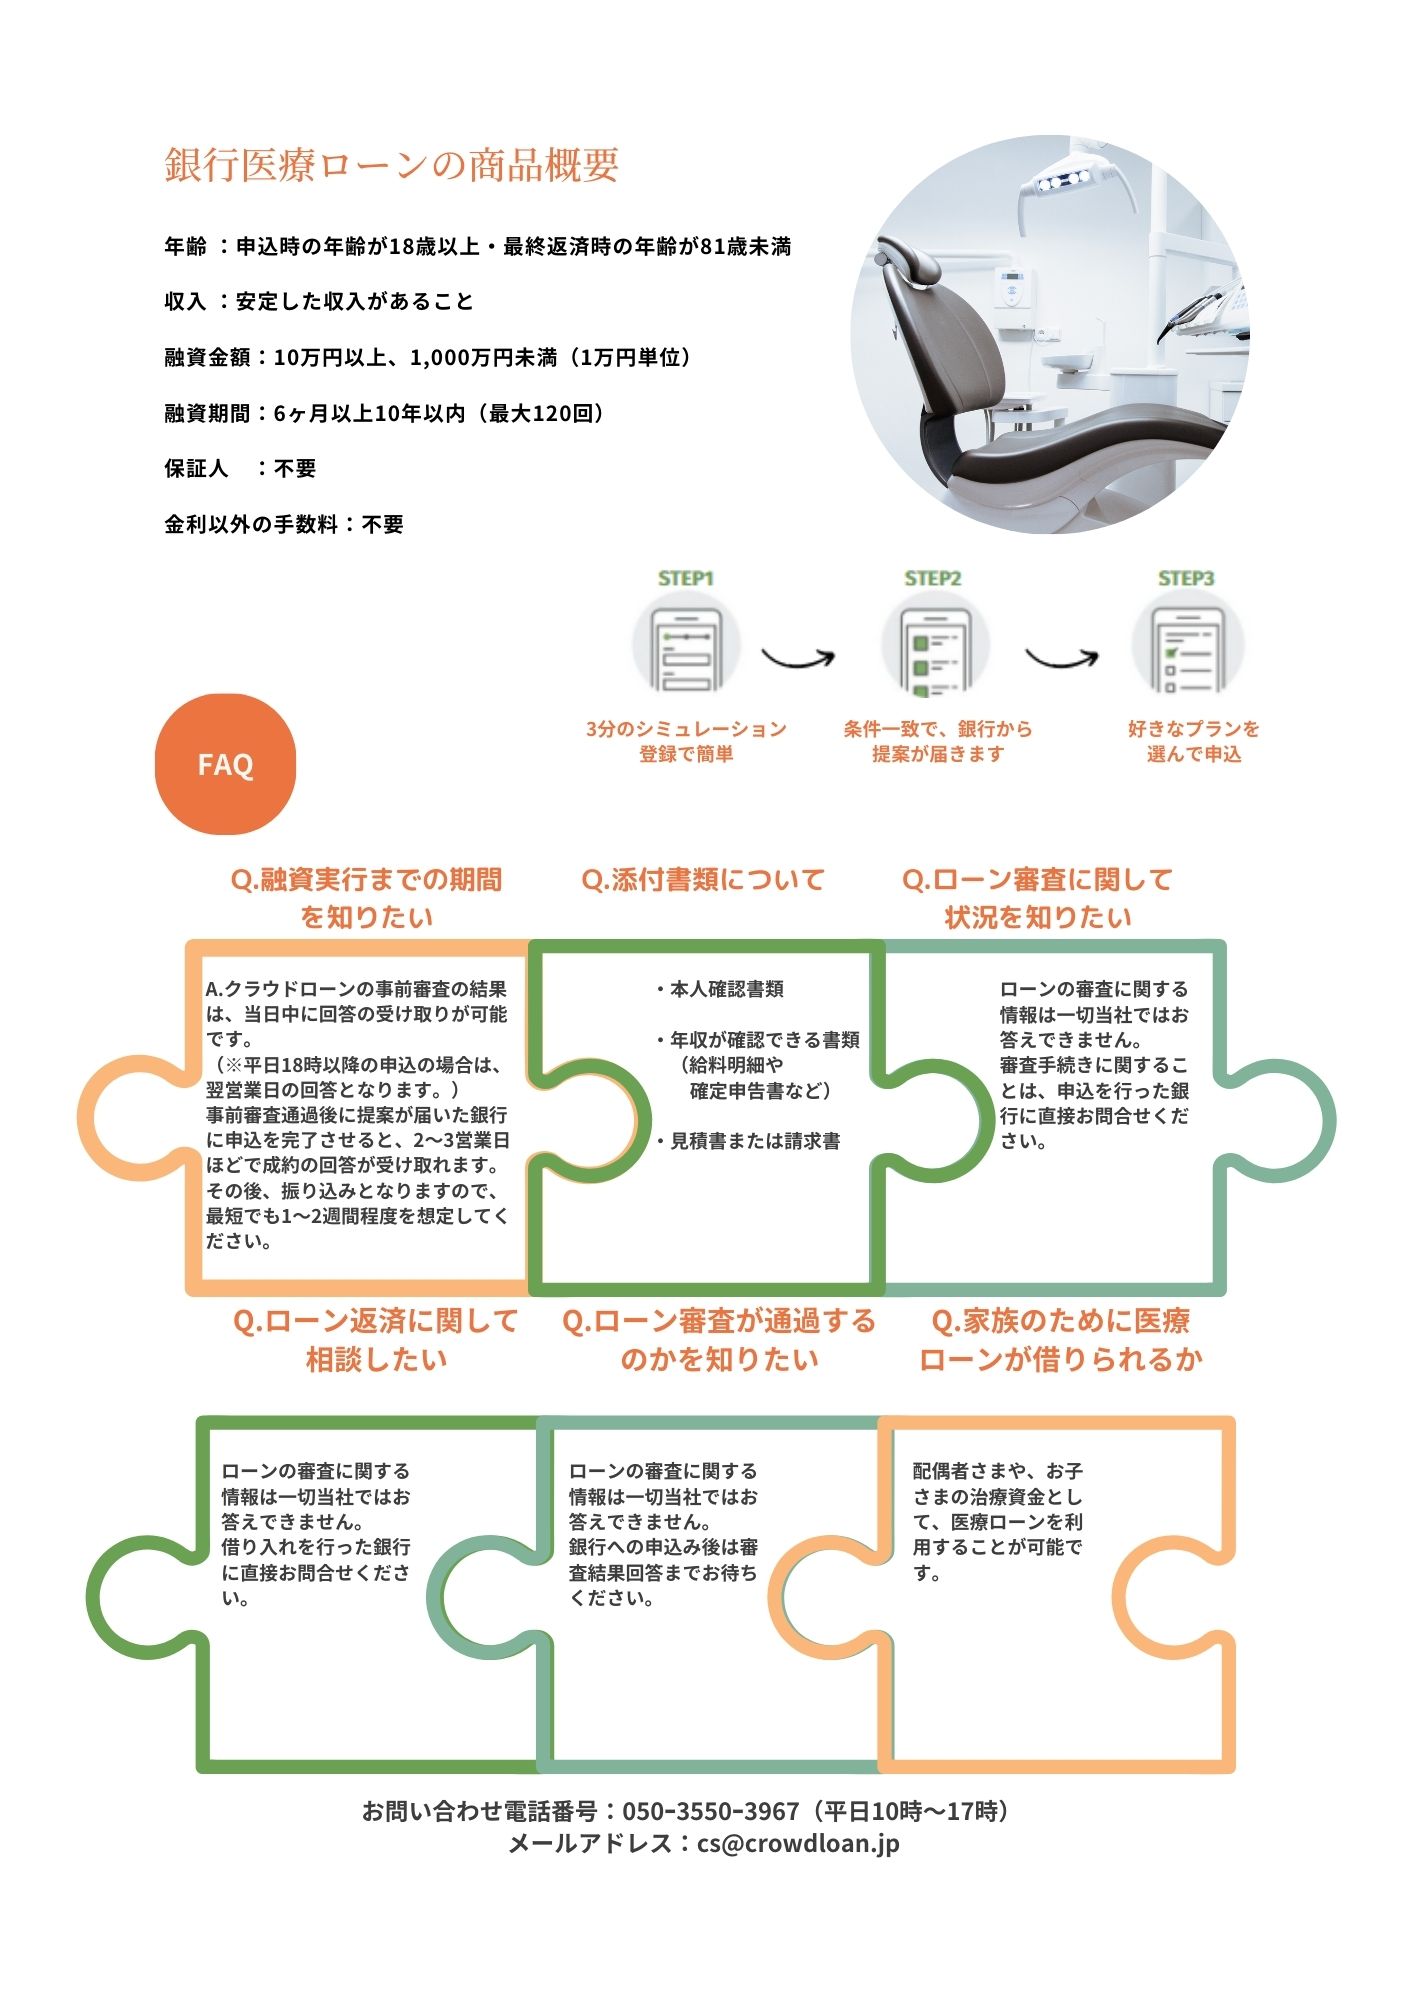 銀行医療ローンの商品概要
年齢 ：申込時の年齢が18歳以上・最終返済時の年齢が81歳未満
収入 ：安定した収入があること
融資金額：10万円以上、1,000万円未満（1万円単位）
融資期間：6ヶ月以上10年以内（最大120回）
保証人　：不要
金利以外の手数料：不要
STEP1
STEP2
STEP3
3分のシミュレーション
登録で簡単
条件一致で、銀行から
提案が届きます
好きなプランを
選んで申込
FAQ
Q.融資実行までの期間
を知りたい
A.クラウドローンの事前審査の結果
は、当日中に回答の受け取りが可能
です。
（※平日18時以降の申込の場合は、
翌営業日の回答となります。）
事前審査通過後に提案が届いた銀行
に申込を完了させると、2～3営業日
ほどで成約の回答が受け取れます。
その後、振り込みとなりますので、
最短でも1～2週間程度を想定してく
ださい。
Q.添付書類について
・本人確認書類
・年収が確認できる書類
（給料明細や
確定申告書など）
・見積書または請求書
Q.ローン審査に関して
状況を知りたい
ローンの審査に関する
情報は一切当社ではお
答えできません。
審査手続きに関するこ
とは、申込を行った銀
行に直接お問合せくだ
さい。
Q.ローン返済に関して
相談したい
ローンの審査に関する
情報は一切当社ではお
答えできません。
借り入れを行った銀行
に直接お問合せくださ
い。
Q.ローン審査が通過する
のかを知りたい
ローンの審査に関する
情報は一切当社ではお
答えできません。
銀行への申込み後は審
査結果回答までお待ち
ください。
Q.家族のために医療
ローンが借りられるか
配偶者さまや、お子
さまの治療資金とし
て、医療ローンを利
用することが可能で
す。
お問い合わせ電話番号：050-3550-3967（平日10時～17時）
メールアドレス：cs@crowdloan.jp